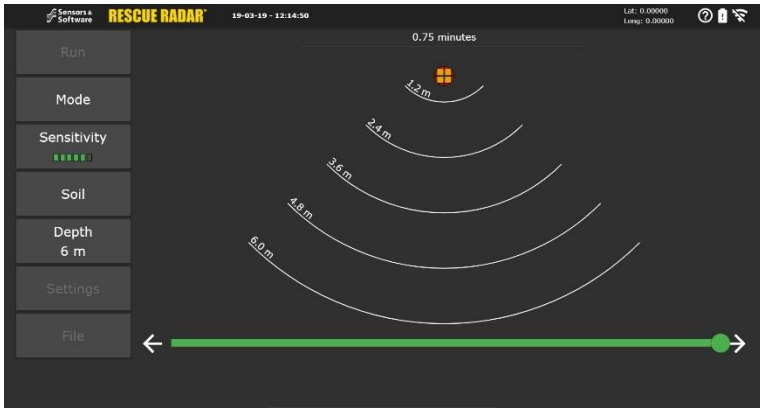 Sensors &
Software
RESCUE RADAR
19-03-19 - 12:14:50
Lat: 0.00000
Long: 0.00000
0.75 minutes
Run
Mode
Sensitivity
Soil
Depth
6 m
Settings
File
1.2 m
2.4 m
3.6 m
4.8 m
6.0 m